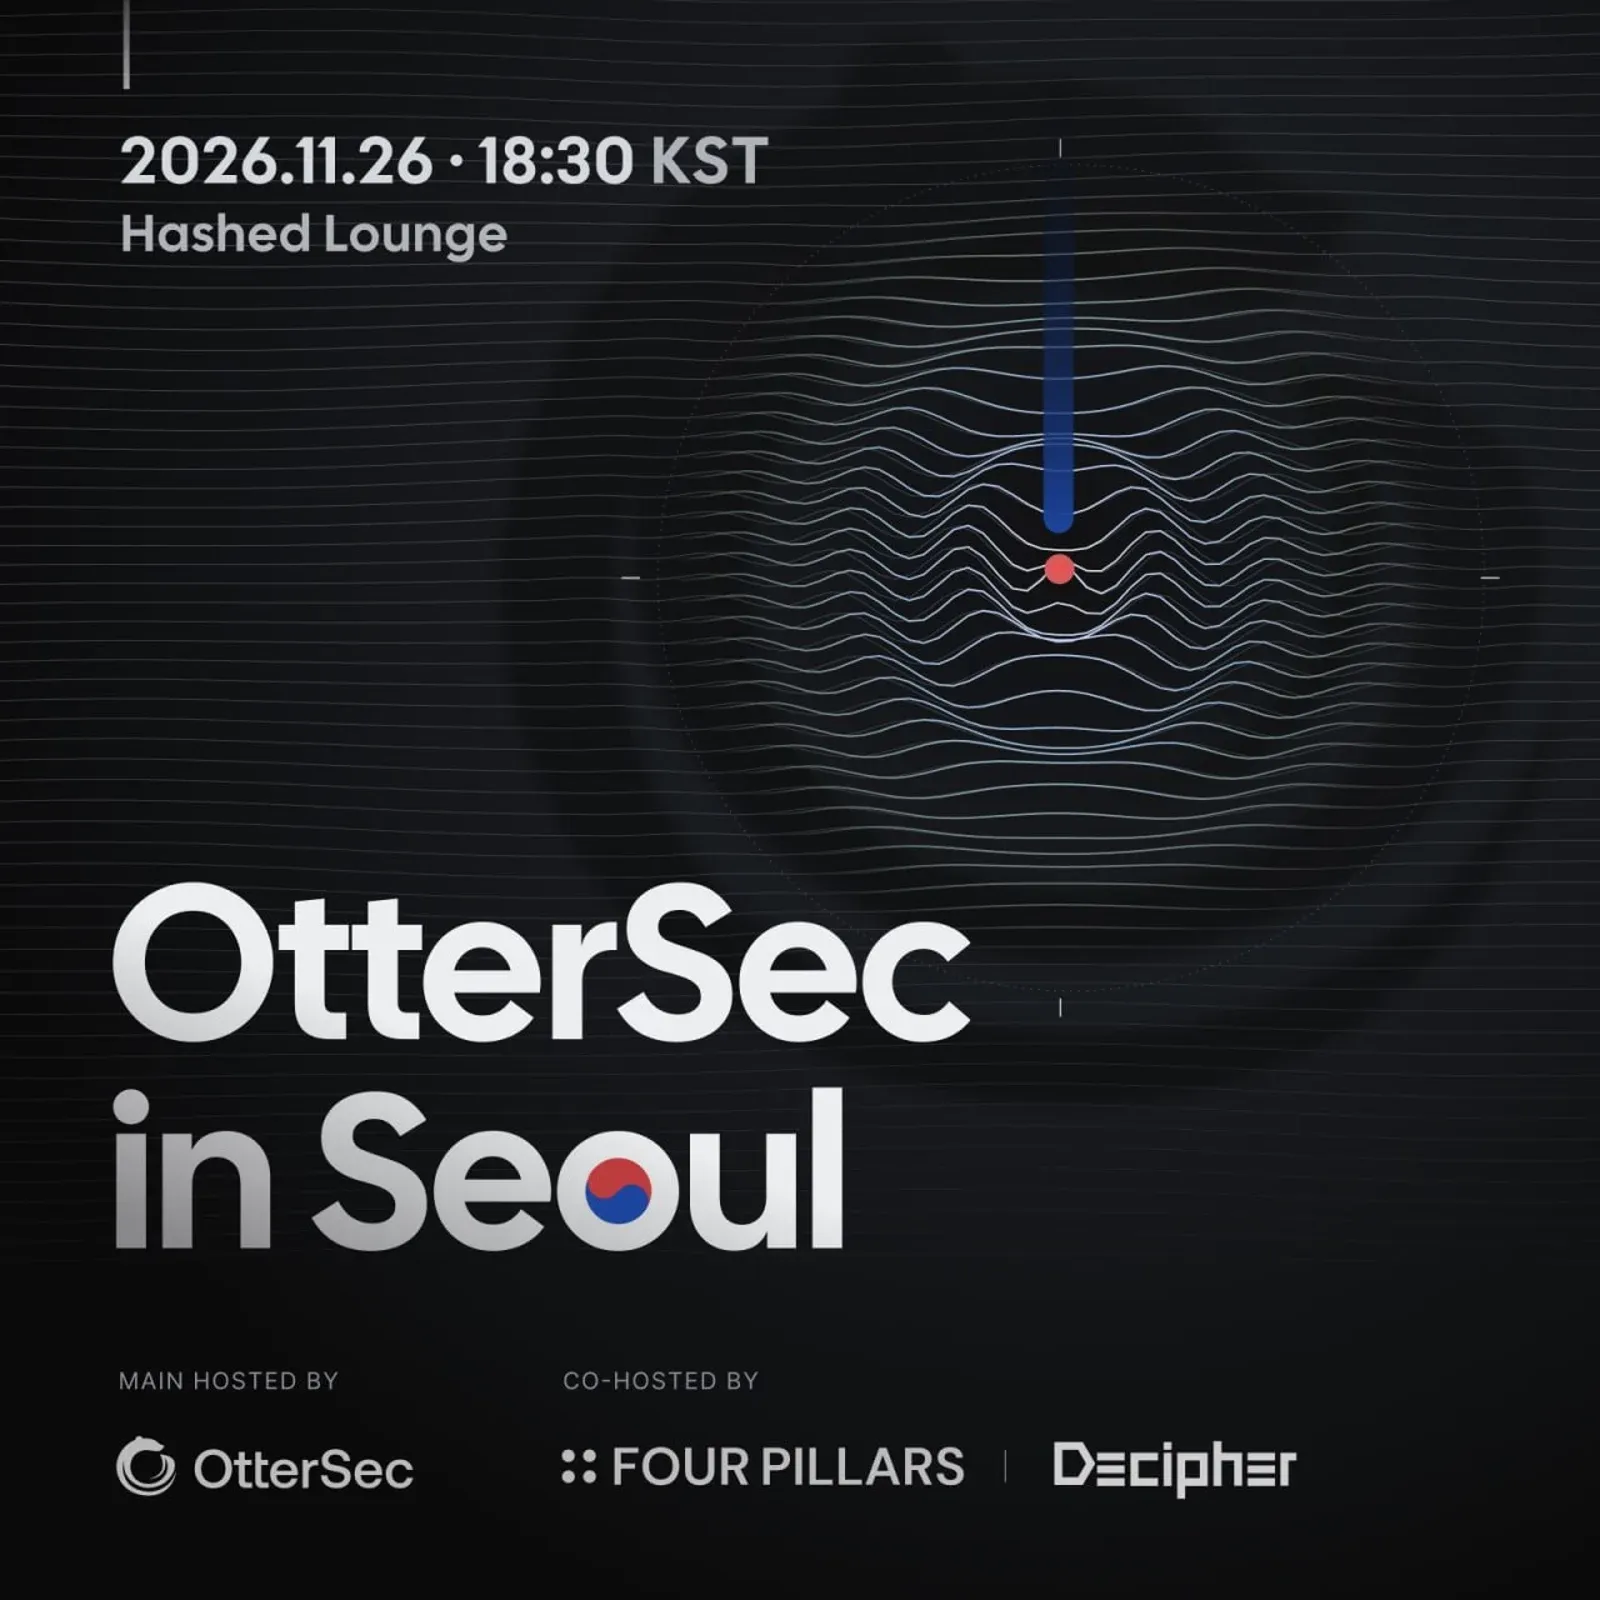 2026.11.26 · 18:30 KST
Hashed Lounge
OtterSec
in Seoul
MAIN HOSTED BY
CO-HOSTED BY
OtterSec
FOUR PILLARS
Decipher